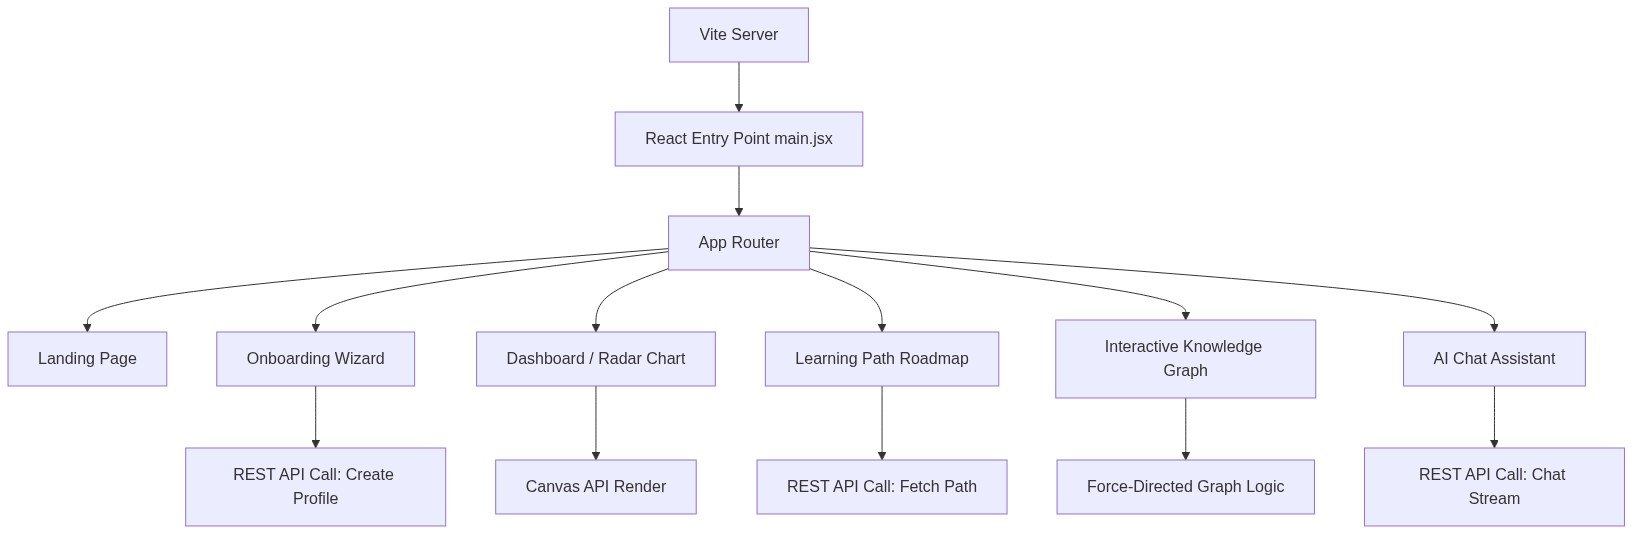 Vite Server
React Entry Point main.jsx
App Router
Landing Page
Onboarding Wizard
Dashboard / Radar Chart
Learning Path Roadmap
Interactive Knowledge
Graph
AI Chat Assistant
REST API Call: Create
Profile
Canvas API Render
REST API Call: Fetch Path
Force-Directed Graph Logic
REST API Call: Chat
Stream